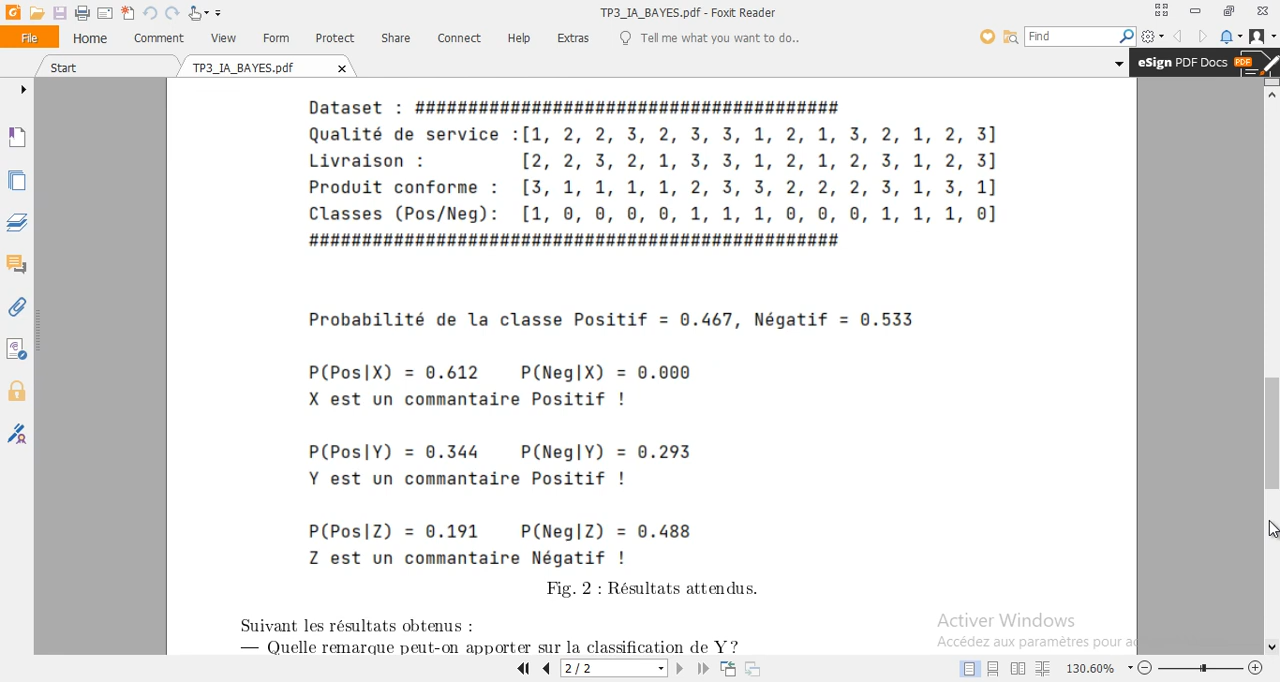 TP3_IA_BAYES.pdf - Foxit Reader
File Home Comment View Form Protect Share Connect Help Extras Tell me what you want to do.. Find
Start TP3_IA_BAYES.pdf eSign PDF Docs PDF
Dataset : ########################################
Qualité de service :[1, 2, 2, 3, 2, 3, 3, 1, 2, 1, 3, 2, 1, 2, 3]
Livraison : [2, 2, 3, 2, 1, 3, 3, 1, 2, 1, 2, 3, 1, 2, 3]
Produit conforme : [3, 1, 1, 1, 1, 2, 3, 3, 2, 2, 2, 3, 1, 3, 1]
Classes (Pos/Neg): [1, 0, 0, 0, 0, 1, 1, 1, 0, 0, 0, 1, 1, 1, 0]
##################################################
Probabilité de la classe Positif = 0.467, Négatif = 0.533
P(Pos|X) = 0.612 P(Neg|X) = 0.000
X est un commantaire Positif !
P(Pos|Y) = 0.344 P(Neg|Y) = 0.293
Y est un commantaire Positif !
P(Pos|Z) = 0.191 P(Neg|Z) = 0.488
Z est un commantaire Négatif !
Fig. 2 : Résultats attendus.
Suivant les résultats obtenus :
— Quelle remarque peut-on apporter sur la classification de Y?
Activer Windows
Accédez aux paramètres pour
2 / 2 130.60%